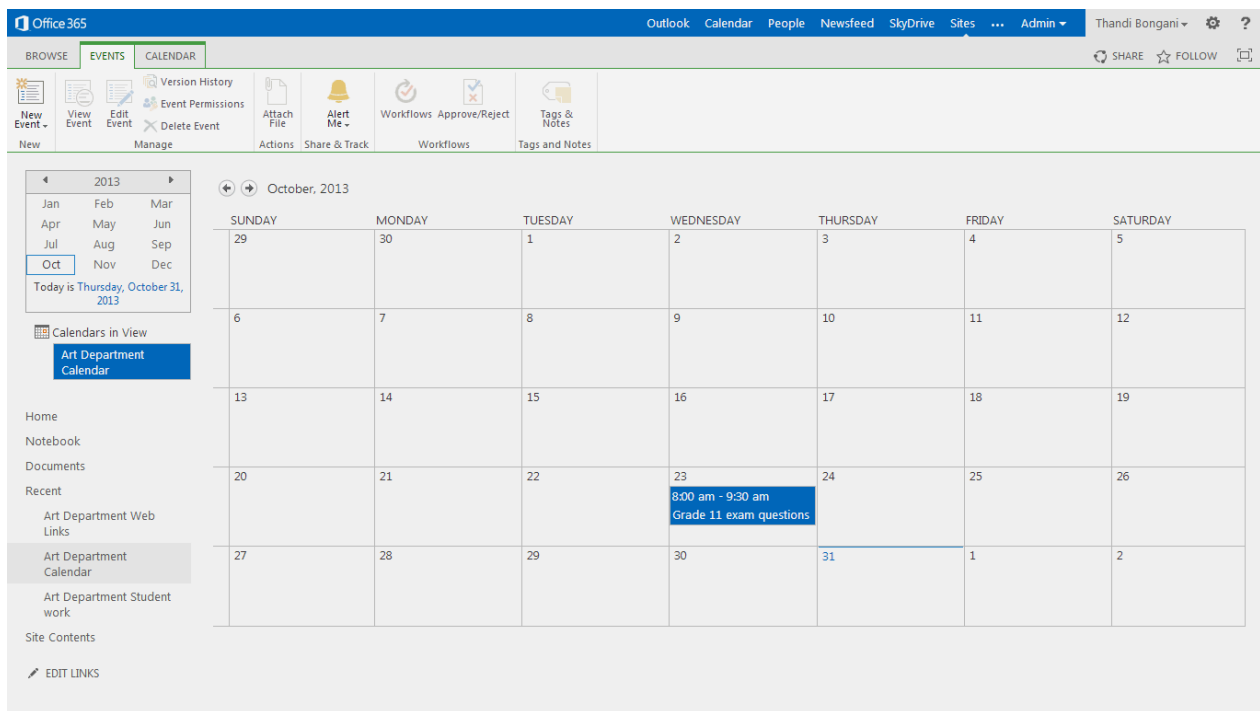 Office 365
Outlook Calendar People Newsfeed SkyDrive Sites ... Admin Thandi Bongani ?
BROWSE EVENTS CALENDAR
SHARE FOLLOW
New Event
View Event
Edit Event
Version History
Event Permissions
Delete Event
Attach File
Alert Me
Workflows
Approve/Reject
Tags & Notes
New Manage Actions Share & Track Workflows Tags and Notes
2013
Jan Feb Mar
Apr May Jun
Jul Aug Sep
Oct Nov Dec
Today is Thursday, October 31,
2013
Calendars in View
Art Department
Calendar
Home
Notebook
Documents
Recent
Art Department Web
Links
Art Department
Calendar
Art Department Student
work
Site Contents
EDIT LINKS
October, 2013
SUNDAY MONDAY TUESDAY WEDNESDAY THURSDAY FRIDAY SATURDAY
29 30 1 2 3 4 5
6 7 8 9 10 11 12
13 14 15 16 17 18 19
20 21 22 23 24 25 26
8:00 am - 9:30 am
Grade 11 exam questions
27 28 29 30 31 1 2